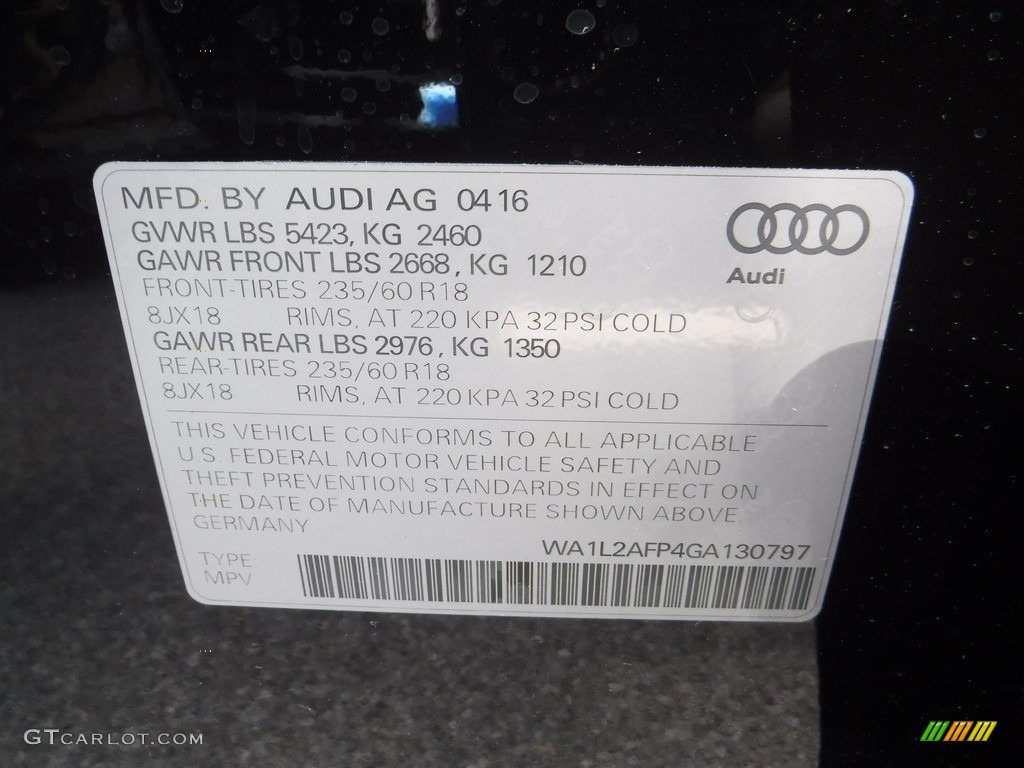 MFD. BY AUDI AG 0416
GVWR LBS 5423, KG 2460
GAWR FRONT LBS 2668, KG 1210
FRONT-TIRES 235/60 R18
8JX18 RIMS, AT 220 KPA 32 PSI COLD
GAWR REAR LBS 2976, KG 1350
REAR-TIRES 235/60 R18
8JX18 RIMS, AT 220 KPA 32 PSI COLD
Audi
THIS VEHICLE CONFORMS TO ALL APPLICABLE
U.S. FEDERAL MOTOR VEHICLE SAFETY AND
THEFT PREVENTION STANDARDS IN EFFECT ON
THE DATE OF MANUFACTURE SHOWN ABOVE.
GERMANY
WA1L2AFP4GA130797
TYPE
MPV
GTCARLOT.COM